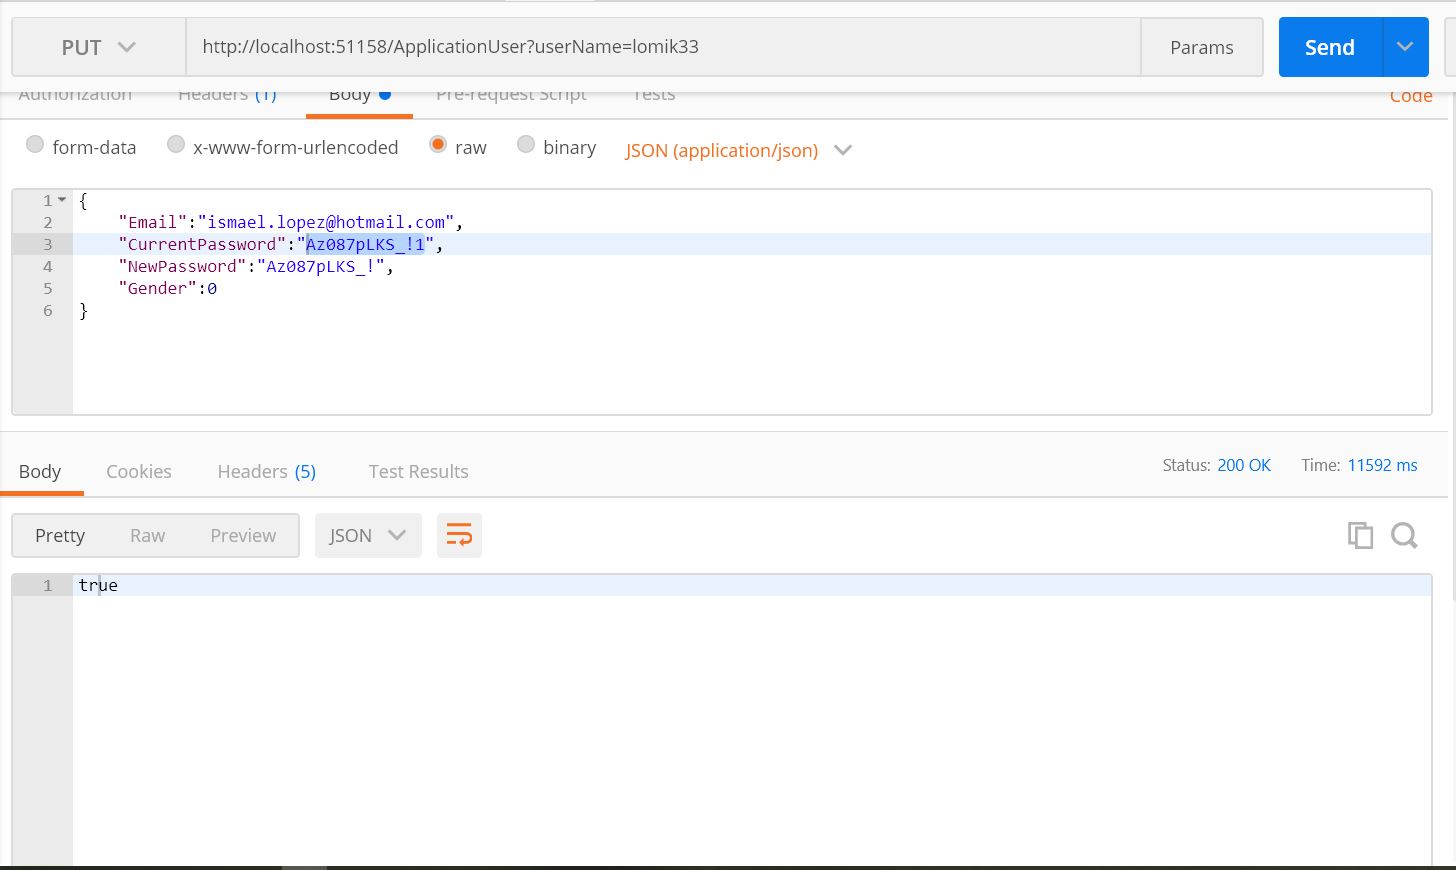 PUT http://localhost:51158/ApplicationUser?userName=lomik33 Params Send
Authorization Headers (1) Body Pre-request Script Tests Code
form-data x-www-form-urlencoded raw binary JSON (application/json)
1 {
2 "Email":"ismael.lopez@hotmail.com",
3 "CurrentPassword":"Az087pLKS_!1",
4 "NewPassword":"Az087pLKS_!",
5 "Gender":0
6 }
Body Cookies Headers (5) Test Results Status: 200 OK Time: 11592 ms
Pretty Raw Preview JSON
1 true